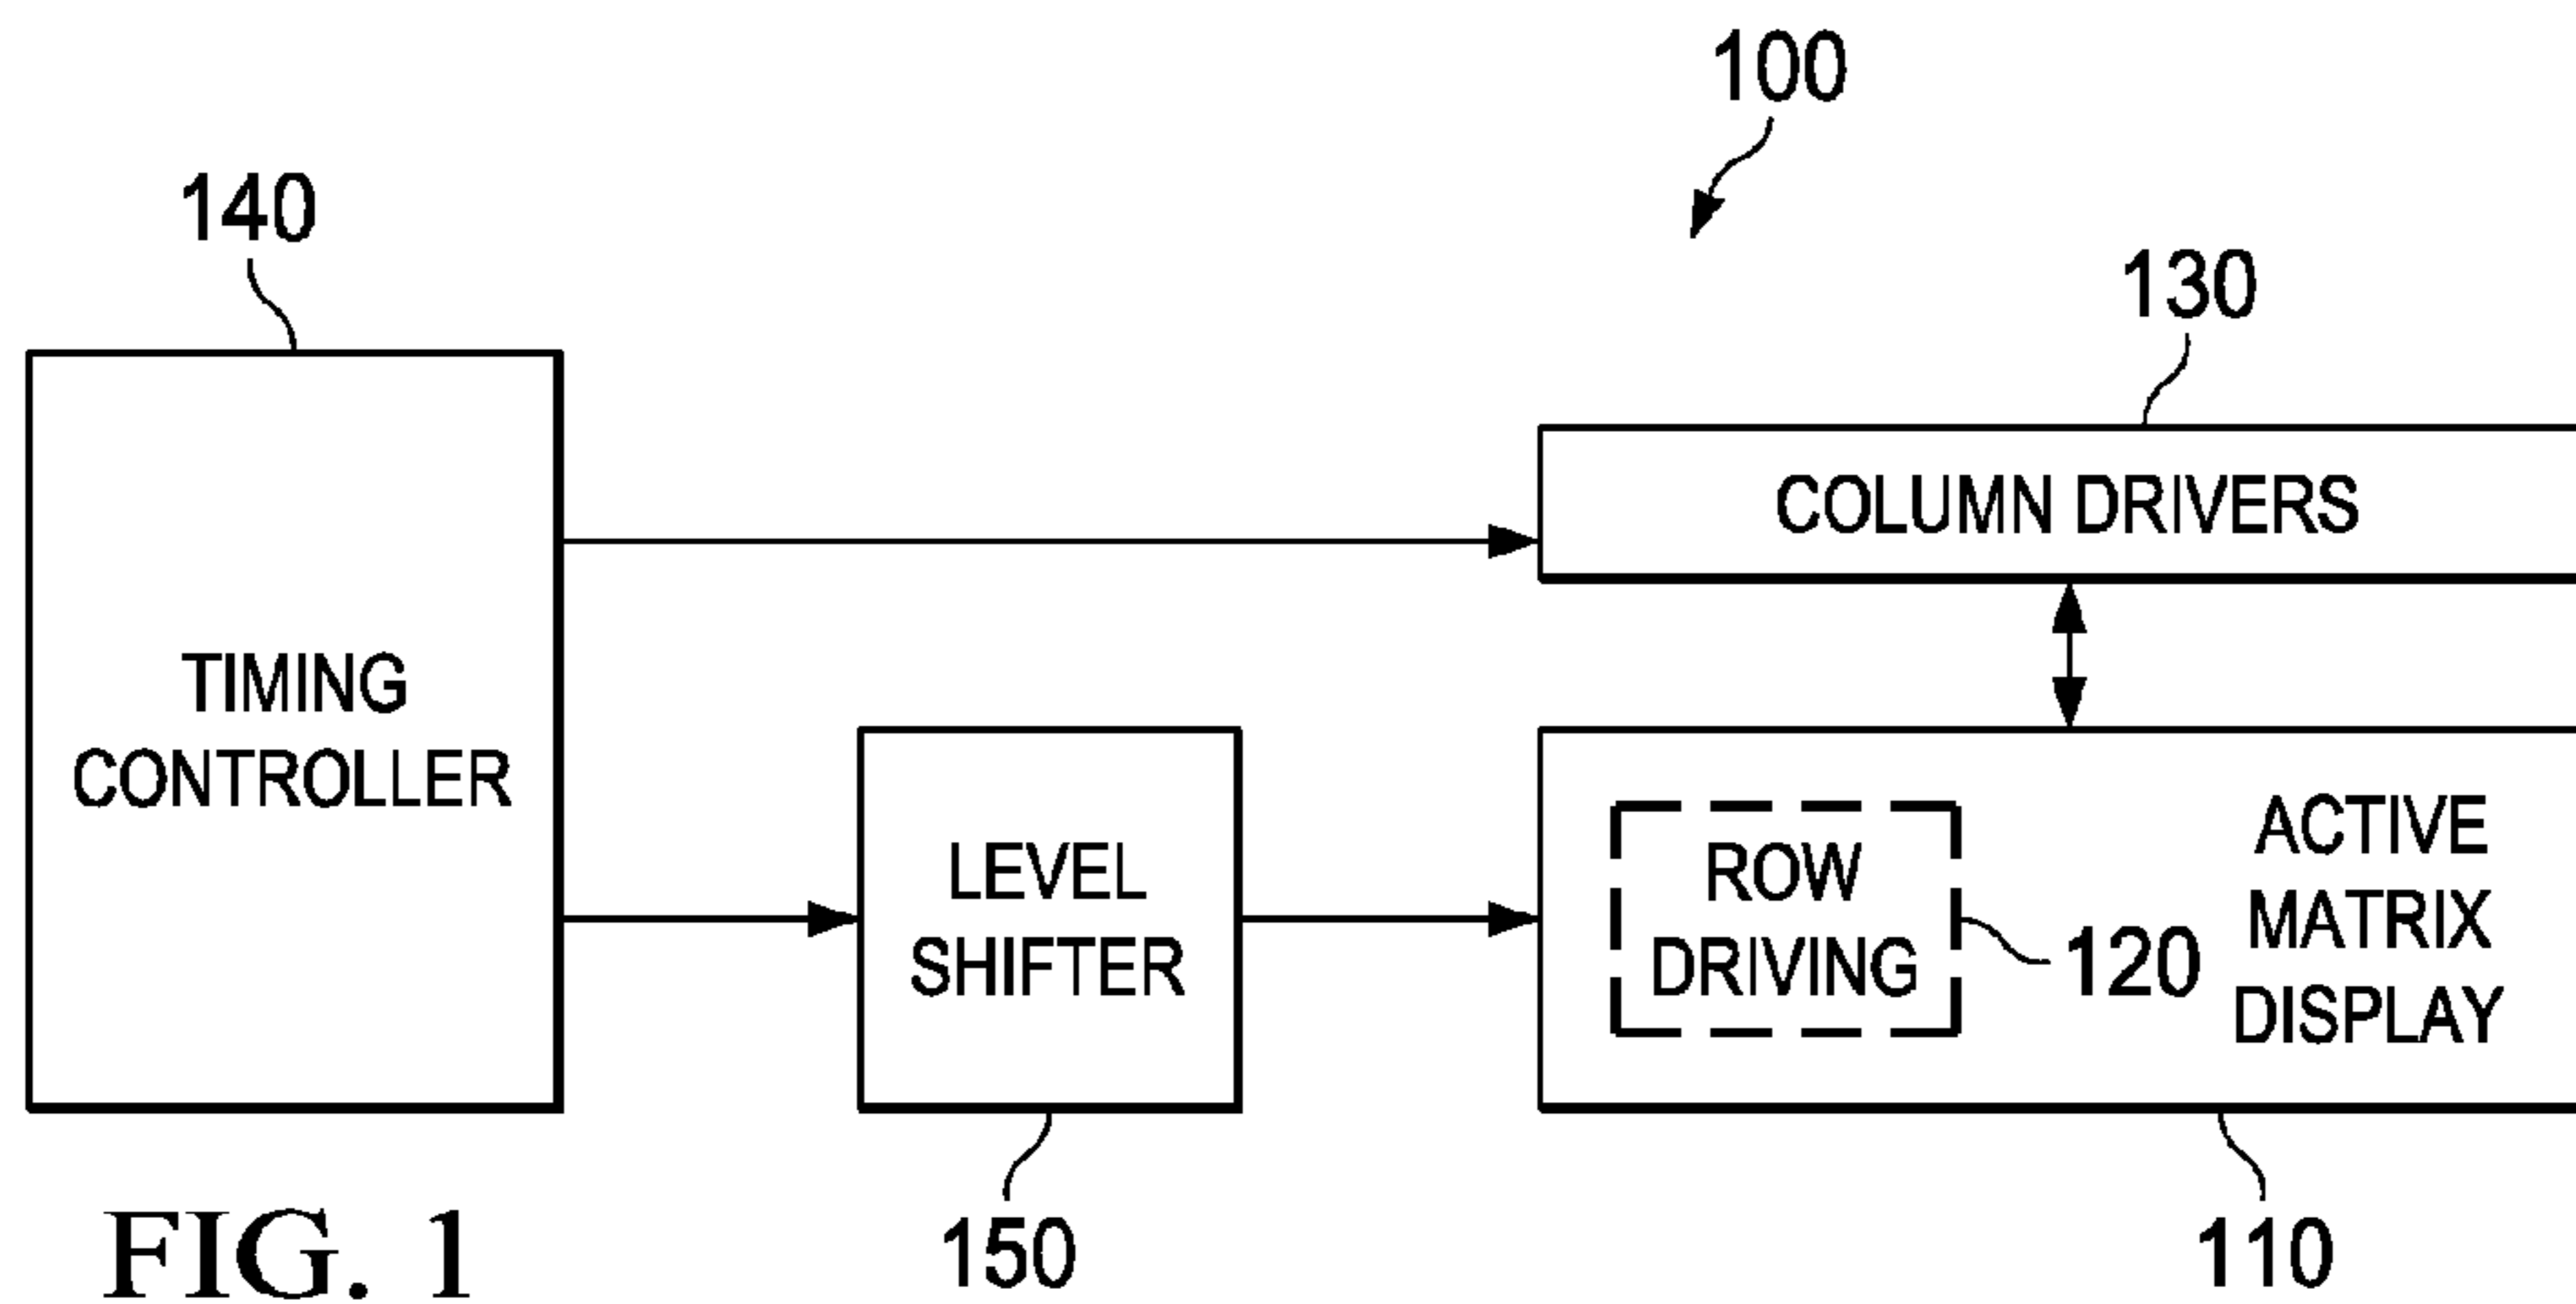 100
140
130
COLUMN DRIVERS
TIMING
CONTROLLER
LEVEL
SHIFTER
ROW
DRIVING
120
ACTIVE
MATRIX
DISPLAY
150
110
FIG. 1